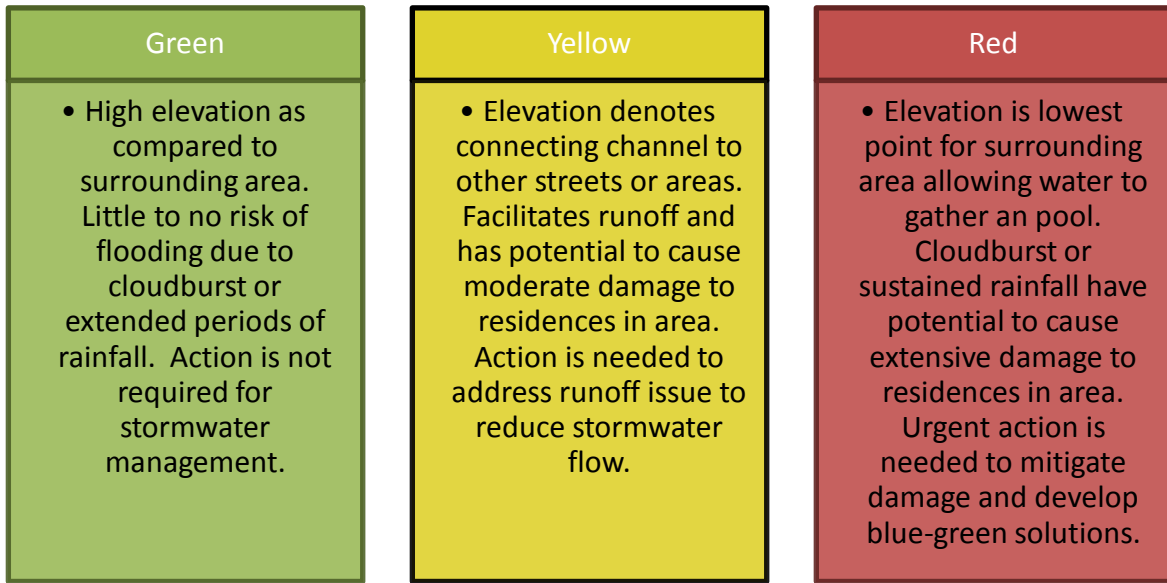 Green
• High elevation as
compared to
surrounding area.
Little to no risk of
flooding due to
cloudburst or
extended periods of
rainfall.  Action is not
required for
stormwater
management.
Yellow
• Elevation denotes
connecting channel to
other streets or areas.
Facilitates runoff and
has potential to cause
moderate damage to
residences in area.
Action is needed to
address runoff issue to
reduce stormwater
flow.
Red
• Elevation is lowest
point for surrounding
area allowing water to
gather an pool.
Cloudburst or
sustained rainfall have
potential to cause
extensive damage to
residences in area.
Urgent action is
needed to mitigate
damage and develop
blue-green solutions.